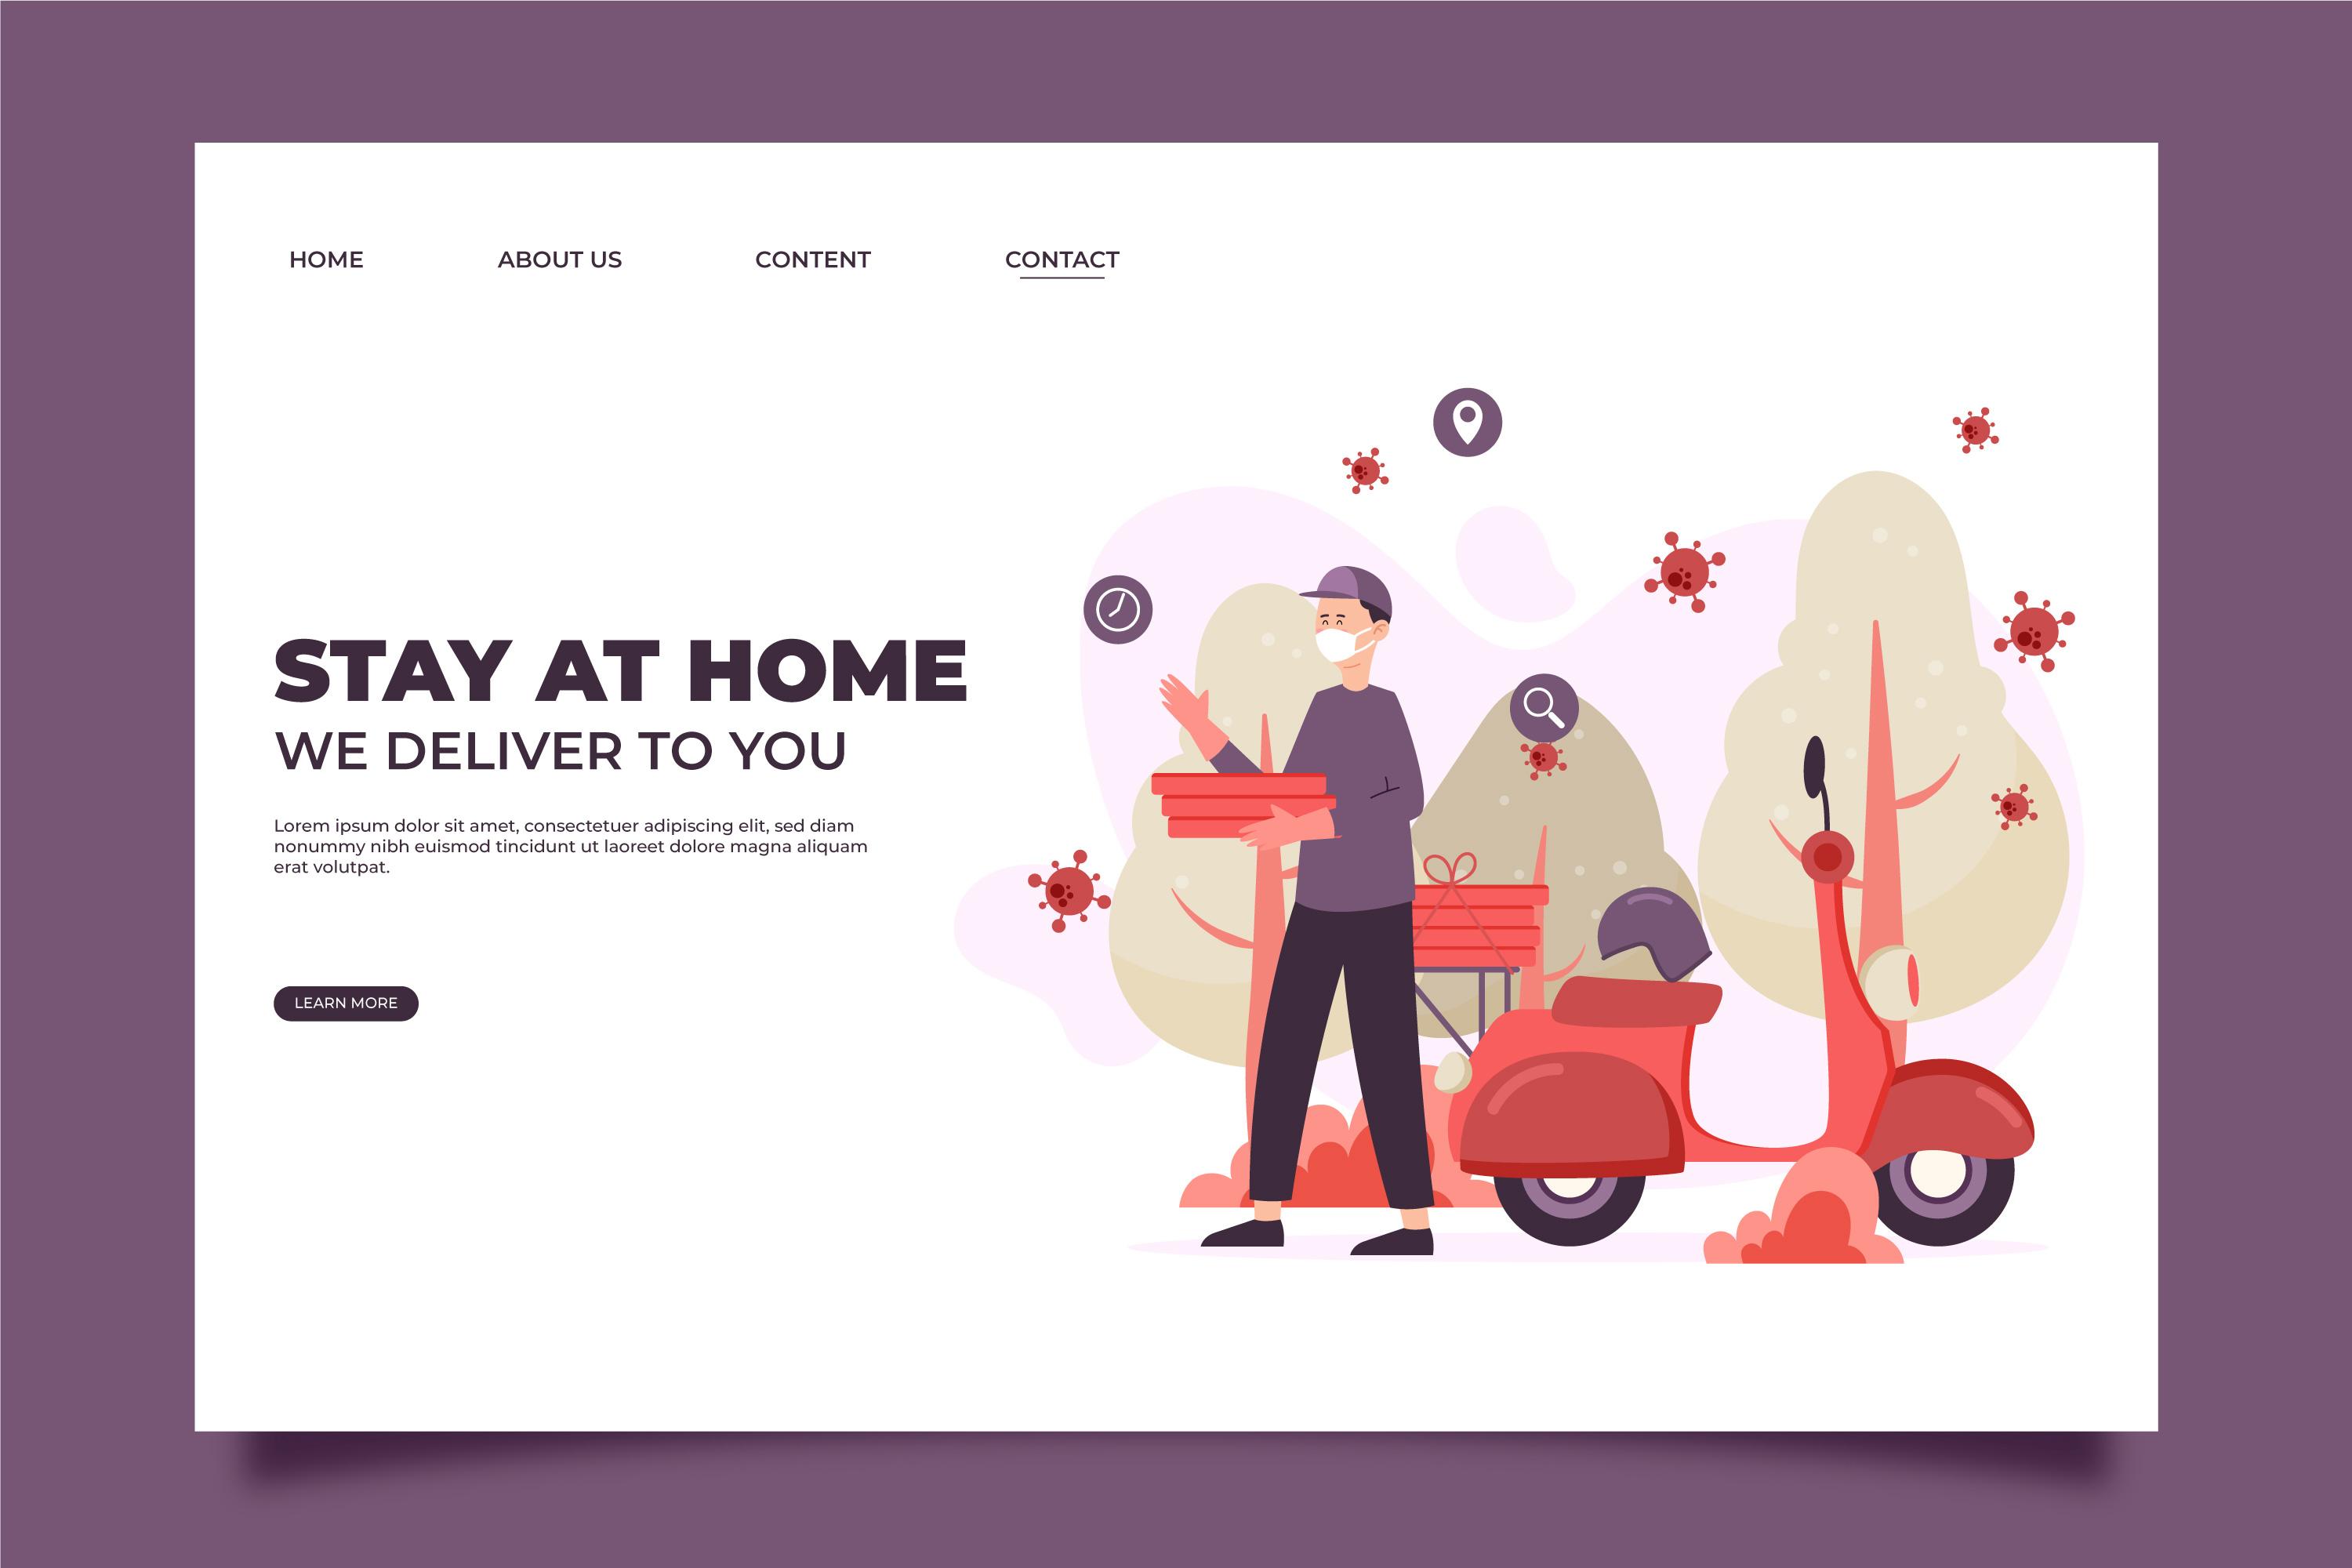 HOME
ABOUT US
CONTENT
CONTACT
STAY AT HOME
WE DELIVER TO YOU
Lorem ipsum dolor sit amet, consectetuer adipiscing elit, sed diam
nonummy nibh euismod tincidunt ut laoreet dolore magna aliquam
erat volutpat.
LEARN MORE